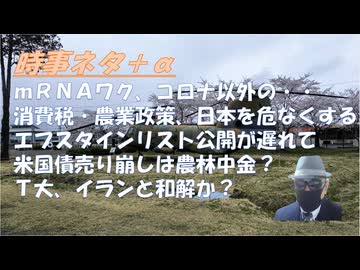 時事ネタ＋α
ｍＲＮＡワク、コロナ以外の・・
消費税・農業政策、日本を危なくする
エプスタインリスト公開が遅れて
米国債売り崩しは農林中金？
Ｔ大、イランと和解か？